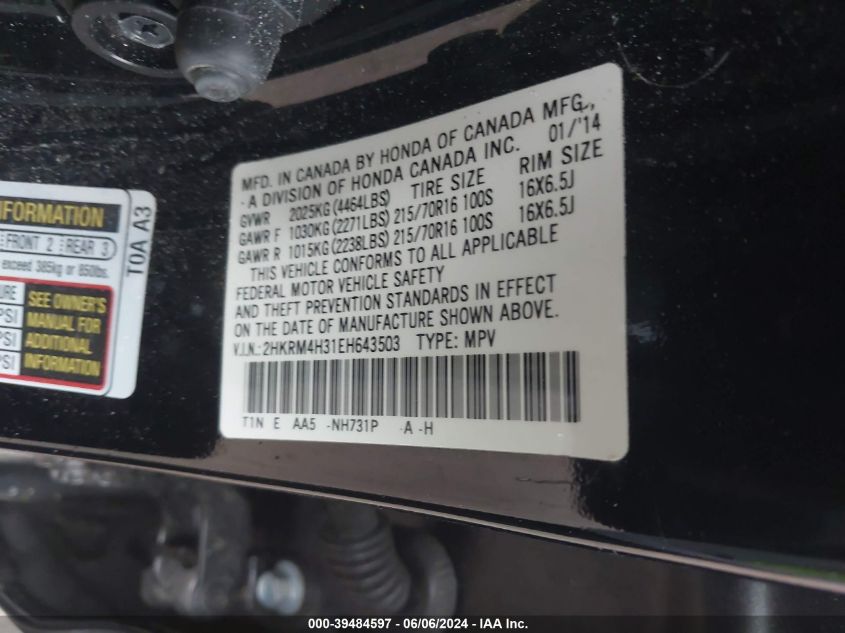 MFD. IN CANADA BY HONDA OF CANADA MFG.,
- A DIVISION OF HONDA CANADA INC. 01/'14
GVWR 2025KG (4464LBS) TIRE SIZE RIM SIZE
GAWR F 1030KG (2271LBS) 215/70R16 100S 16X6.5J
GAWR R 1015KG (2238LBS) 215/70R16 100S 16X6.5J
THIS VEHICLE CONFORMS TO ALL APPLICABLE
FEDERAL MOTOR VEHICLE SAFETY
AND THEFT PREVENTION STANDARDS IN EFFECT
ON THE DATE OF MANUFACTURE SHOWN ABOVE.
V.I.N.: 2HKRM4H31EH643503 TYPE: MPV
T1N E AA5 -NH731P -A -H
INFORMATION
FRONT 2 REAR 3
exceed 385kg or 850lbs.
SEE OWNER'S
MANUAL FOR
ADDITIONAL
INFORMATION
PSI
PSI
T0A A3
000-39484597 - 06/06/2024 - IAA Inc.